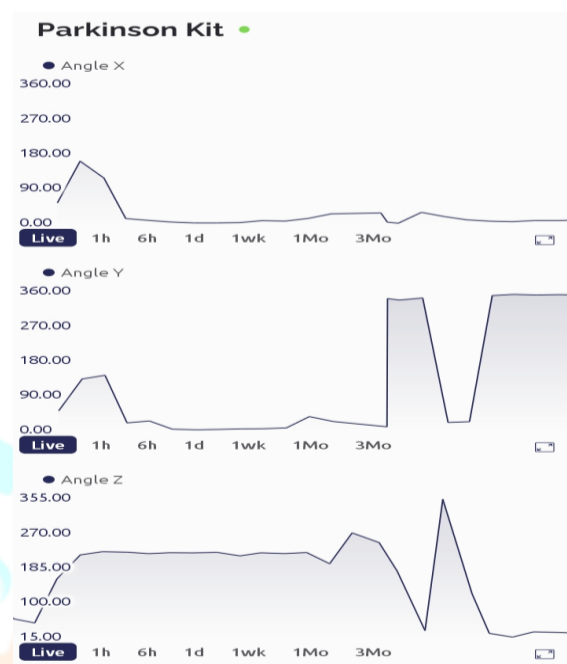 Parkinson Kit
Angle X
360.00
270.00
180.00
90.00
0.00
Live 1h 6h 1d 1wk 1Mo 3Mo
Angle Y
360.00
270.00
180.00
90.00
0.00
Live 1h 6h 1d 1wk 1Mo 3Mo
Angle Z
355.00
270.00
185.00
100.00
15.00
Live 1h 6h 1d 1wk 1Mo 3Mo